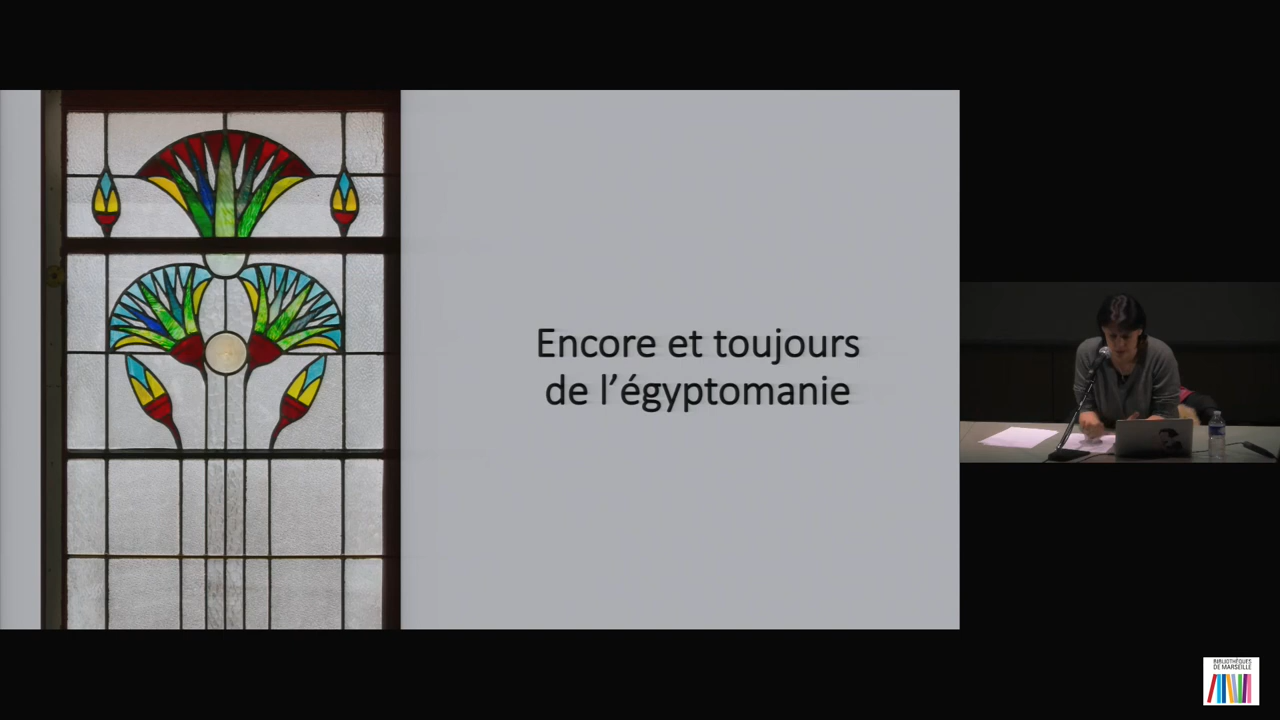 Encore et toujours
de l’égyptomanie
BIBLIOTHÈQUES
DE MARSEILLE